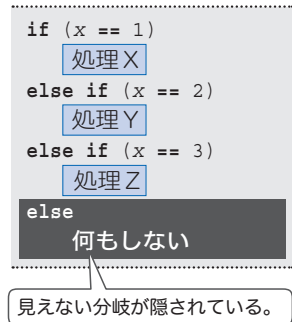 if (x == 1)
処理X
else if (x == 2)
処理Y
else if (x == 3)
処理Z
else
何もしない
見えない分岐が隠されている。